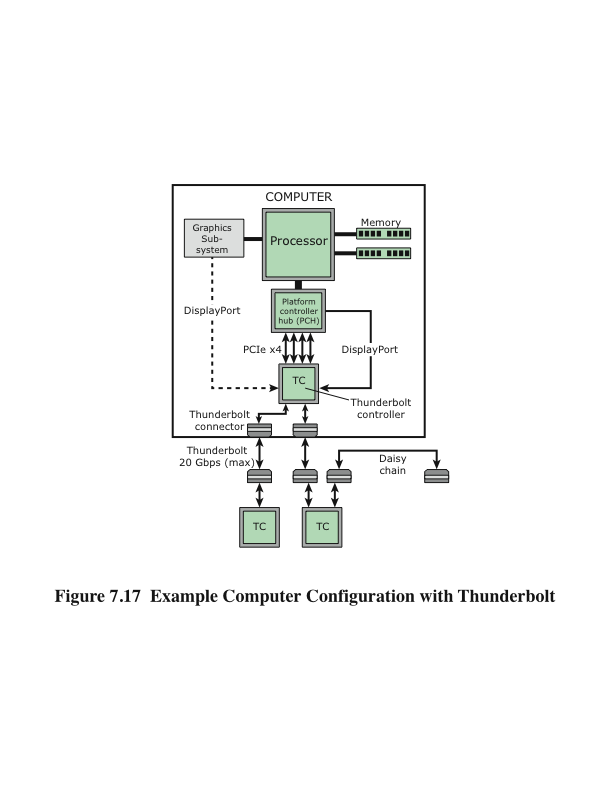 COMPUTER
Graphics
Sub-
system
Processor
Memory
Platform
controller
hub (PCH)
DisplayPort
PCIe x4
DisplayPort
TC
Thunderbolt
controller
Thunderbolt
connector
Thunderbolt
20 Gbps (max)
Daisy
chain
TC
TC
Figure 7.17 Example Computer Configuration with Thunderbolt